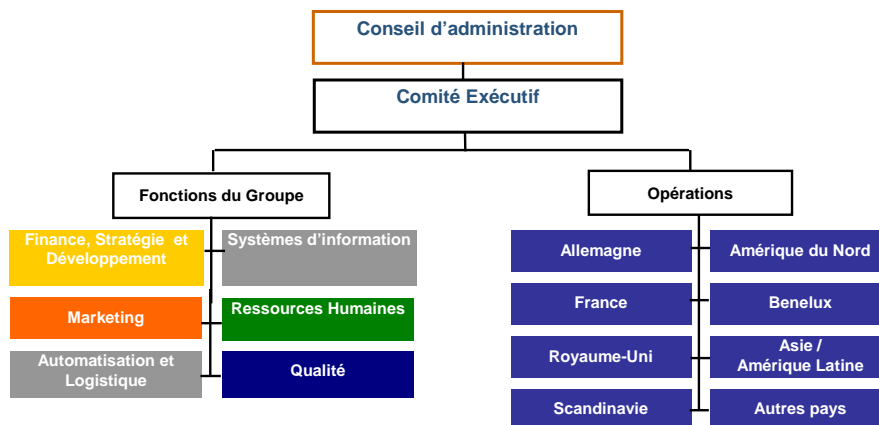 Conseil d'administration
Comité Exécutif
Fonctions du Groupe
Opérations
Finance, Stratégie et
Développement
Systèmes d'information
Marketing
Ressources Humaines
Automatisation et
Logistique
Qualité
Allemagne
Amérique du Nord
France
Benelux
Royaume-Uni
Asie /
Amérique Latine
Scandinavie
Autres pays